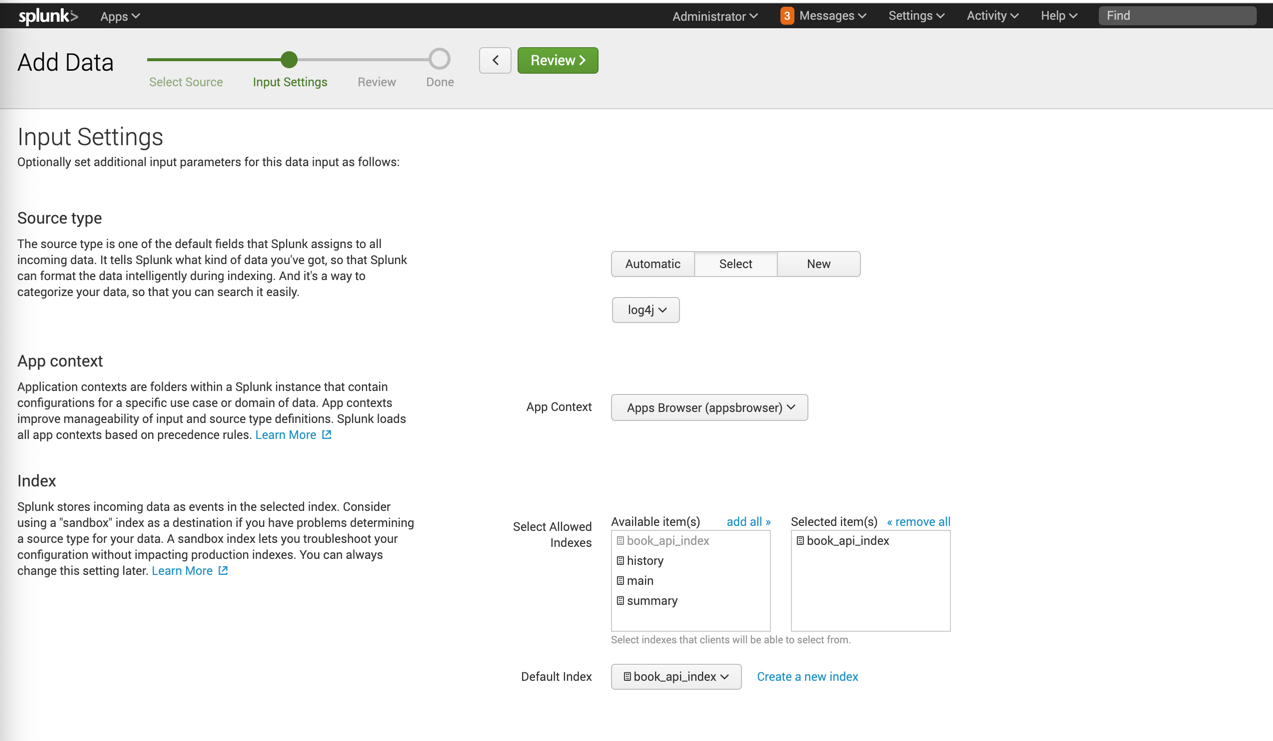 splunk> Apps Administrator 3 Messages Settings Activity Help Find
Add Data
Select Source Input Settings Review Done
< Review >
Input Settings
Optionally set additional input parameters for this data input as follows:
Source type
The source type is one of the default fields that Splunk assigns to all
incoming data. It tells Splunk what kind of data you've got, so that Splunk
can format the data intelligently during indexing. And it's a way to
categorize your data, so that you can search it easily.
Automatic Select New
log4j
App context
Application contexts are folders within a Splunk instance that contain
configurations for a specific use case or domain of data. App contexts
improve manageability of input and source type definitions. Splunk loads
all app contexts based on precedence rules. Learn More
App Context Apps Browser (appsbrowser)
Index
Splunk stores incoming data as events in the selected index. Consider
using a "sandbox" index as a destination if you have problems determining
a source type for your data. A sandbox index lets you troubleshoot your
configuration without impacting production indexes. You can always
change this setting later. Learn More
Select Allowed
Indexes
Available item(s) add all »
book_api_index
history
main
summary
Selected item(s) « remove all
book_api_index
Select indexes that clients will be able to select from.
Default Index book_api_index Create a new index